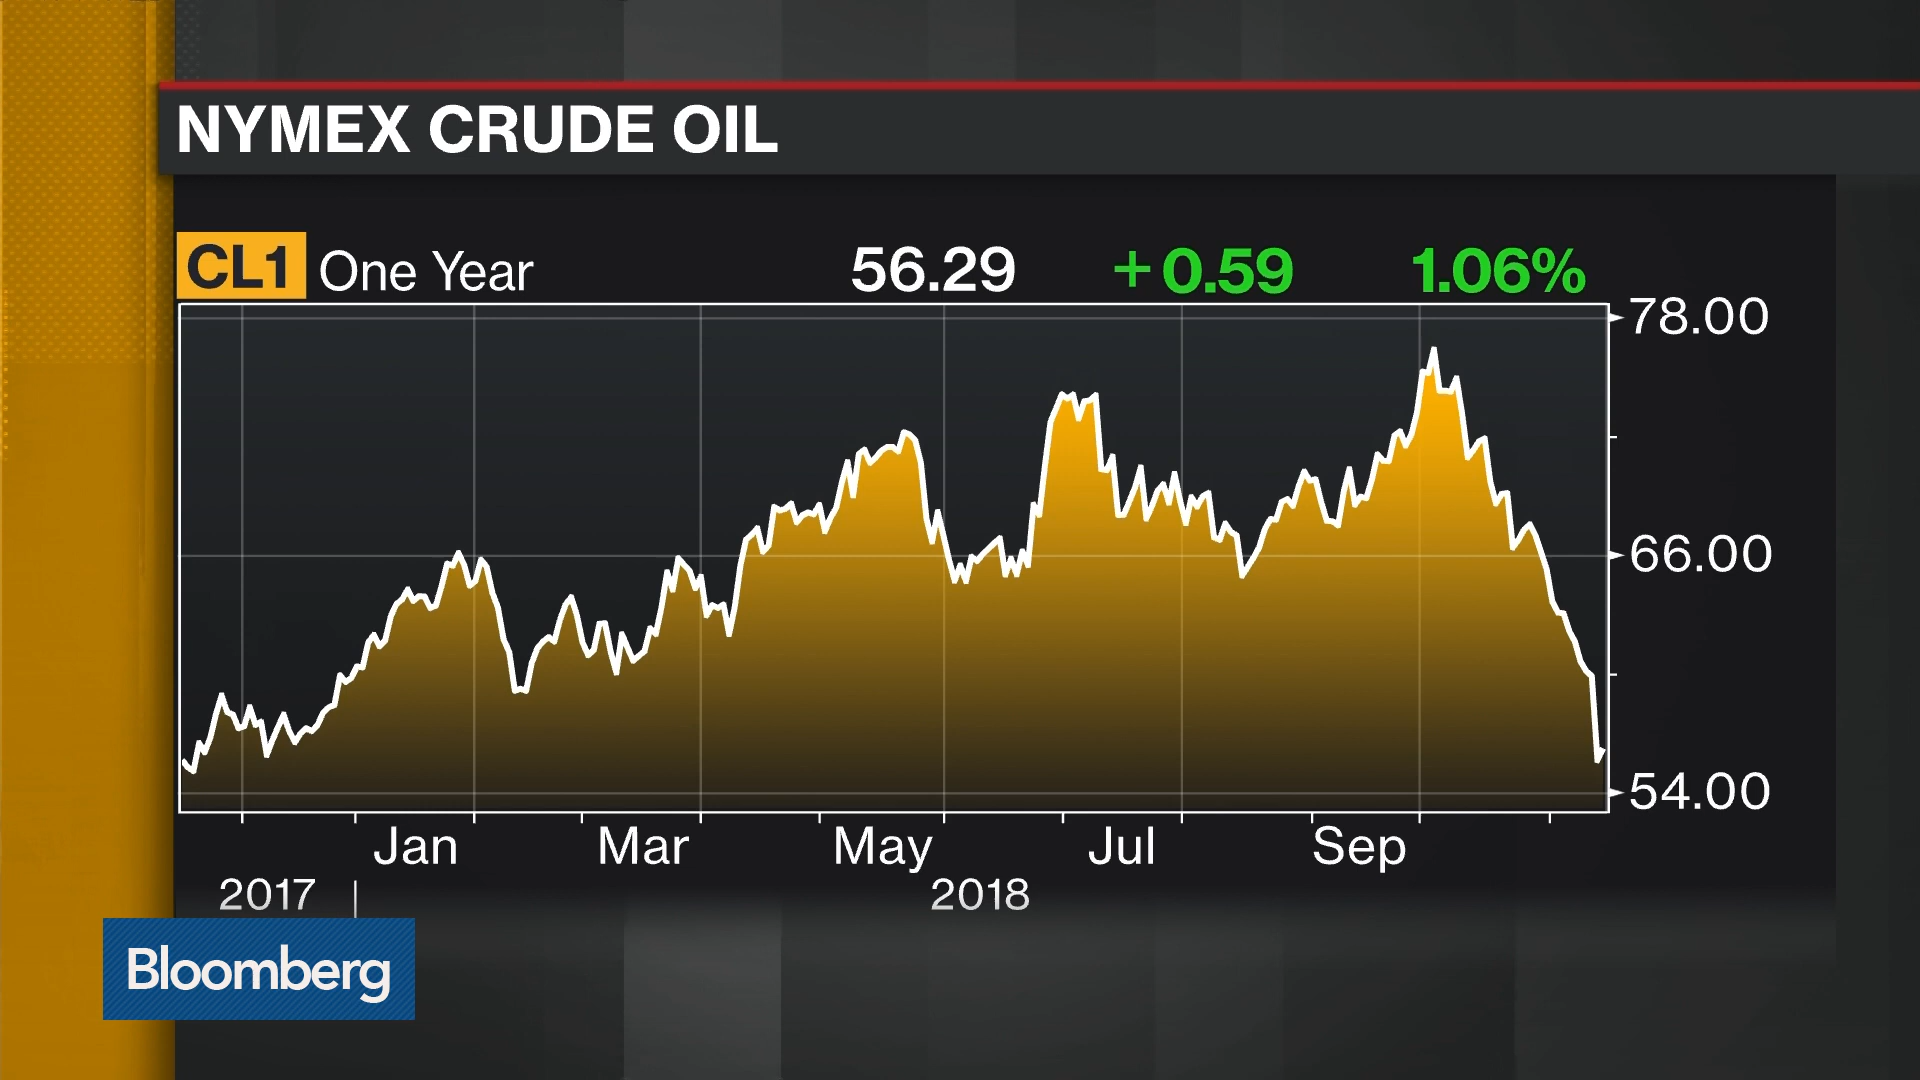 NYMEX CRUDE OIL
CL1 One Year 56.29 +0.59 1.06%
78.00
66.00
54.00
Jan Mar May Jul Sep
2017 2018
Bloomberg